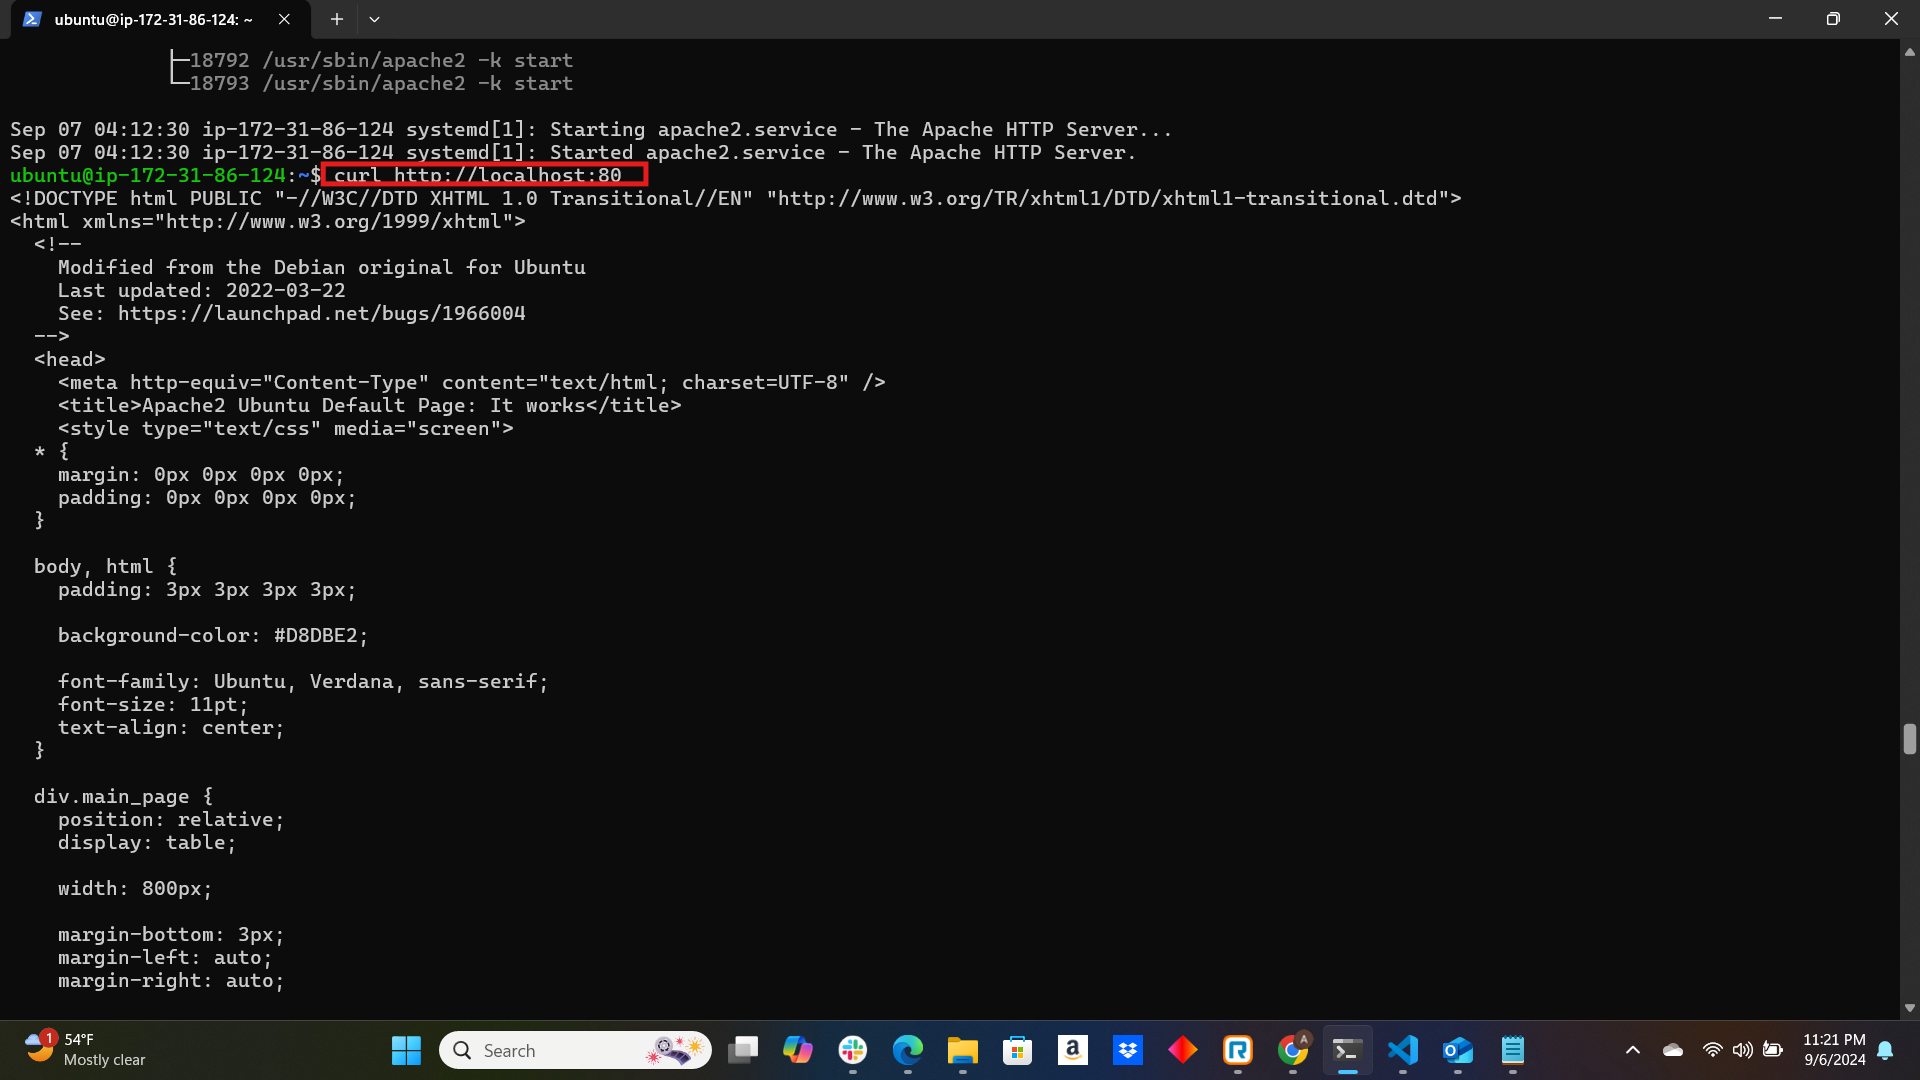 ubuntu@ip-172-31-86-124: ~
├─18792 /usr/sbin/apache2 -k start
└─18793 /usr/sbin/apache2 -k start
Sep 07 04:12:30 ip-172-31-86-124 systemd[1]: Starting apache2.service - The Apache HTTP Server...
Sep 07 04:12:30 ip-172-31-86-124 systemd[1]: Started apache2.service - The Apache HTTP Server.
ubuntu@ip-172-31-86-124:~$ curl http://localhost:80
<!DOCTYPE html PUBLIC "-//W3C//DTD XHTML 1.0 Transitional//EN" "http://www.w3.org/TR/xhtml1/DTD/xhtml1-transitional.dtd">
<html xmlns="http://www.w3.org/1999/xhtml">
  <!--
    Modified from the Debian original for Ubuntu
    Last updated: 2022-03-22
    See: https://launchpad.net/bugs/1966004
  -->
  <head>
    <meta http-equiv="Content-Type" content="text/html; charset=UTF-8" />
    <title>Apache2 Ubuntu Default Page: It works</title>
    <style type="text/css" media="screen">
  * {
    margin: 0px 0px 0px 0px;
    padding: 0px 0px 0px 0px;
  }
  body, html {
    padding: 3px 3px 3px 3px;
    background-color: #D8DBE2;
    font-family: Ubuntu, Verdana, sans-serif;
    font-size: 11pt;
    text-align: center;
  }
  div.main_page {
    position: relative;
    display: table;
    width: 800px;
    margin-bottom: 3px;
    margin-left: auto;
    margin-right: auto;
1
54°F
Mostly clear
Search
a
R
A
O
11:21 PM
9/6/2024